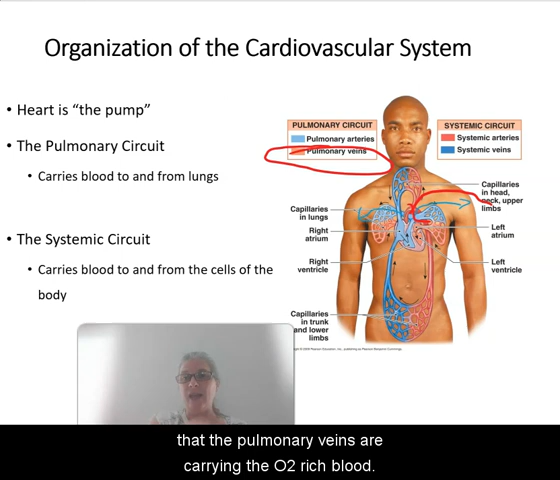 Organization of the Cardiovascular System
• Heart is “the pump”
• The Pulmonary Circuit
• Carries blood to and from lungs
• The Systemic Circuit
• Carries blood to and from the cells of the
body
PULMONARY CIRCUIT
Pulmonary arteries
Pulmonary veins
SYSTEMIC CIRCUIT
Systemic arteries
Systemic veins
Capillaries
in head,
neck, upper
limbs
Capillaries
in lungs
Right
atrium
Left
atrium
Right
ventricle
Left
ventricle
Capillaries
in trunk
and lower
limbs
that the pulmonary veins are
carrying the O2 rich blood.